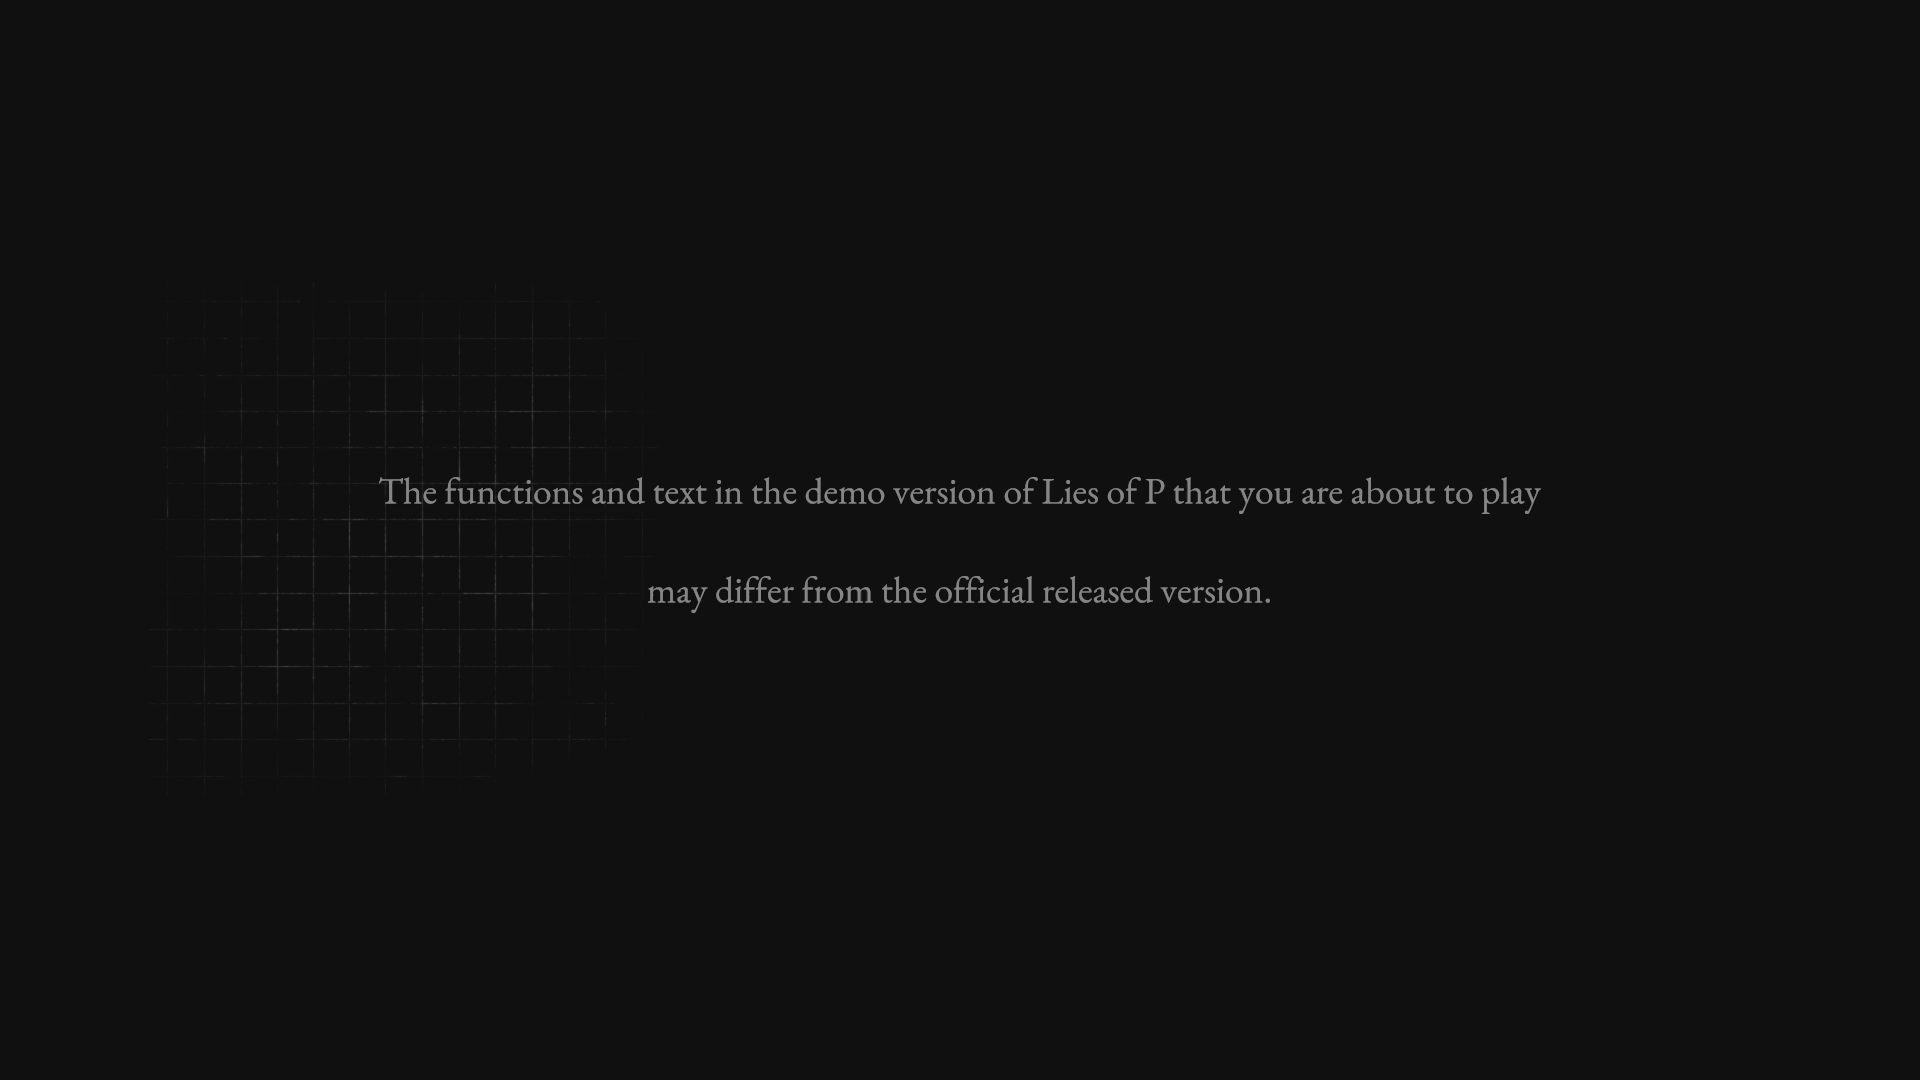 The functions and text in the demo version of Lies of P that you are about to play
may differ from the official released version.